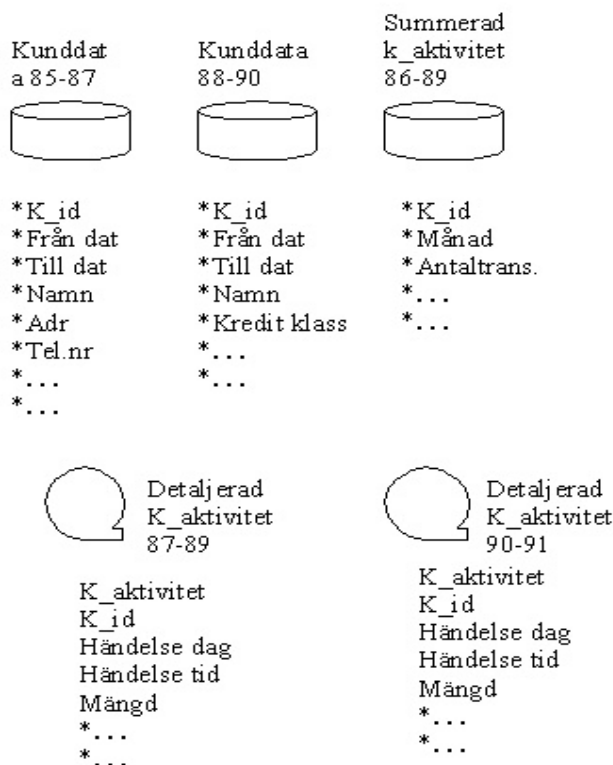 Kunddat
a 85-87
Kunddata
88-90
Summerad
k_aktivitet
86-89
*K_id
*Från dat
*Till dat
*Namn
*Adr
*Tel.nr
*...
*...
*K_id
*Från dat
*Till dat
*Namn
*Kredit klass
*...
*...
*K_id
*Månad
*Antaltrans.
*...
*...
Detaljerad
K_aktivitet
87-89
K_aktivitet
K_id
Händelse dag
Händelse tid
Mängd
*...
*...
Detaljerad
K_aktivitet
90-91
K_aktivitet
K_id
Händelse dag
Händelse tid
Mängd
*...
*...